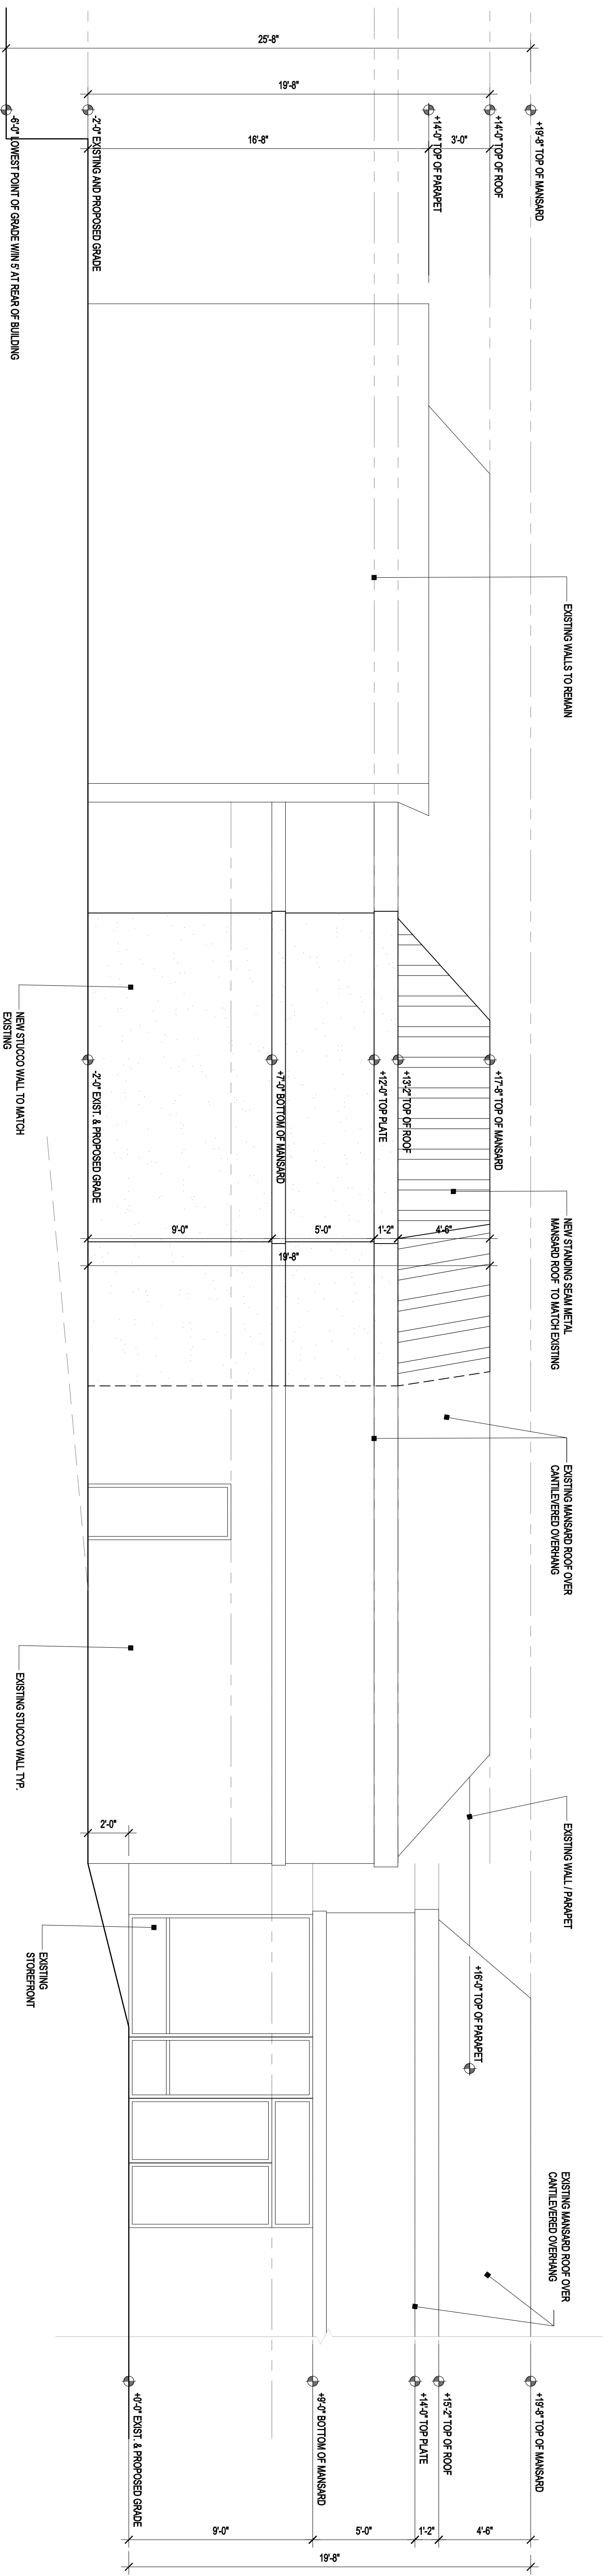 25'-8"
19'-8"
16'-8"
3'-0"
+19'-8" TOP OF MANSARD
+14'-0" TOP OF ROOF
+14'-0" TOP OF PARAPET
-2'-0" EXISTING AND PROPOSED GRADE
-6'-0" LOWEST POINT OF GRADE W/IN 5' AT REAR OF BUILDING
EXISTING WALLS TO REMAIN
+17'-8" TOP OF MANSARD
+13'-2" TOP OF ROOF
+12'-0" TOP PLATE
+7'-0" BOTTOM OF MANSARD
-2'-0" EXIST. & PROPOSED GRADE
NEW STUCCO WALL TO MATCH
EXISTING
NEW STANDING SEAM METAL
MANSARD ROOF TO MATCH EXISTING
4'-6"
1'-2"
5'-0"
9'-0"
19'-8"
EXISTING MANSARD ROOF OVER
CANTILEVERED OVERHANG
EXISTING STUCCO WALL TYP.
EXISTING WALL / PARAPET
2'-0"
+16'-0" TOP OF PARAPET
EXISTING
STOREFRONT
EXISTING MANSARD ROOF OVER
CANTILEVERED OVERHANG
+19'-8" TOP OF MANSARD
+15'-2" TOP OF ROOF
+14'-0" TOP PLATE
+9'-0" BOTTOM OF MANSARD
+0'-0" EXIST. & PROPOSED GRADE
4'-6"
1'-2"
5'-0"
9'-0"
19'-8"